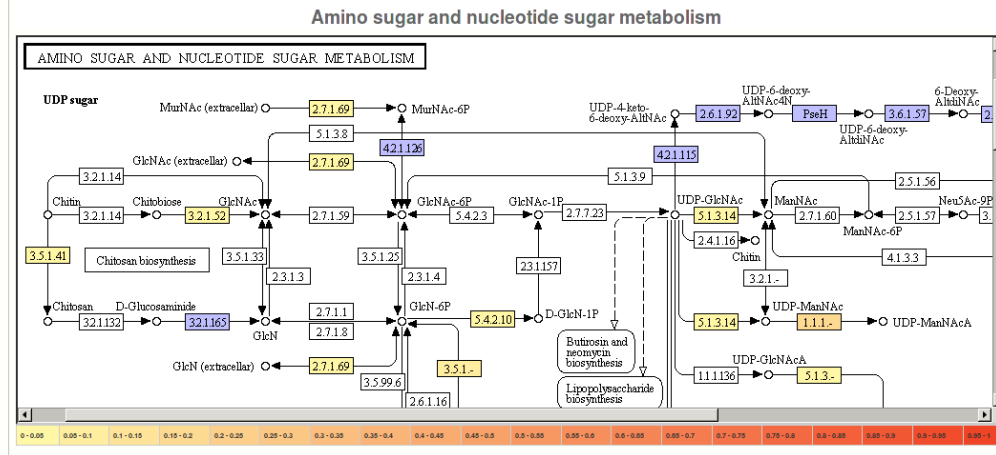 Amino sugar and nucleotide sugar metabolism
AMINO SUGAR AND NUCLEOTIDE SUGAR METABOLISM
UDP sugar
MurNAc (extracellar)
2.7.1.69
MurNAc-6P
UDP-4-keto-
6-deoxy-AltNAc
2.6.1.92
UDP-6-deoxy-
AltNAc4N
PseH
UDP-6-deoxy-
AltdiNAc
3.6.1.57
6-Deoxy-
AltdiNAc
2.
5.1.3.8
4.2.1.126
4.2.1.115
GlcNAc (extracellar)
2.7.1.69
3.2.1.14
5.1.3.9
2.5.1.56
Chitin
3.2.1.14
Chitobiose
3.2.1.52
GlcNAc
2.7.1.59
GlcNAc-6P
5.4.2.3
GlcNAc-1P
2.7.7.23
UDP-GlcNAc
5.1.3.14
ManNAc
2.7.1.60
ManNAc-6P
2.5.1.57
Neu5Ac-9P
3.
2.4.1.16
Chitin
4.1.3.3
3.5.1.41
Chitosan biosynthesis
3.5.1.33
2.3.1.3
3.5.1.25
2.3.1.4
2.3.1.157
3.2.1.-
Chitosan
3.2.1.132
D-Glucosaminide
3.2.1.165
GlcN
2.7.1.1
2.7.1.8
GlcN-6P
5.4.2.10
D-GlcN-1P
5.1.3.14
UDP-ManNAc
1.1.1.-
UDP-ManNAcA
Butirosin and
neomycin
biosynthesis
GlcN (extracellar)
2.7.1.69
3.5.99.6
3.5.1.-
2.6.1.16
Lipopolysaccharide
biosynthesis
1.1.1.136
UDP-GlcNAcA
5.1.3.-
0 - 0.05 0.05 - 0.1 0.1 - 0.15 0.15 - 0.2 0.2 - 0.25 0.25 - 0.3 0.3 - 0.35 0.35 - 0.4 0.4 - 0.45 0.45 - 0.5 0.5 - 0.55 0.55 - 0.6 0.6 - 0.65 0.65 - 0.7 0.7 - 0.75 0.75 - 0.8 0.8 - 0.85 0.85 - 0.9 0.9 - 0.95 0.95 - 1